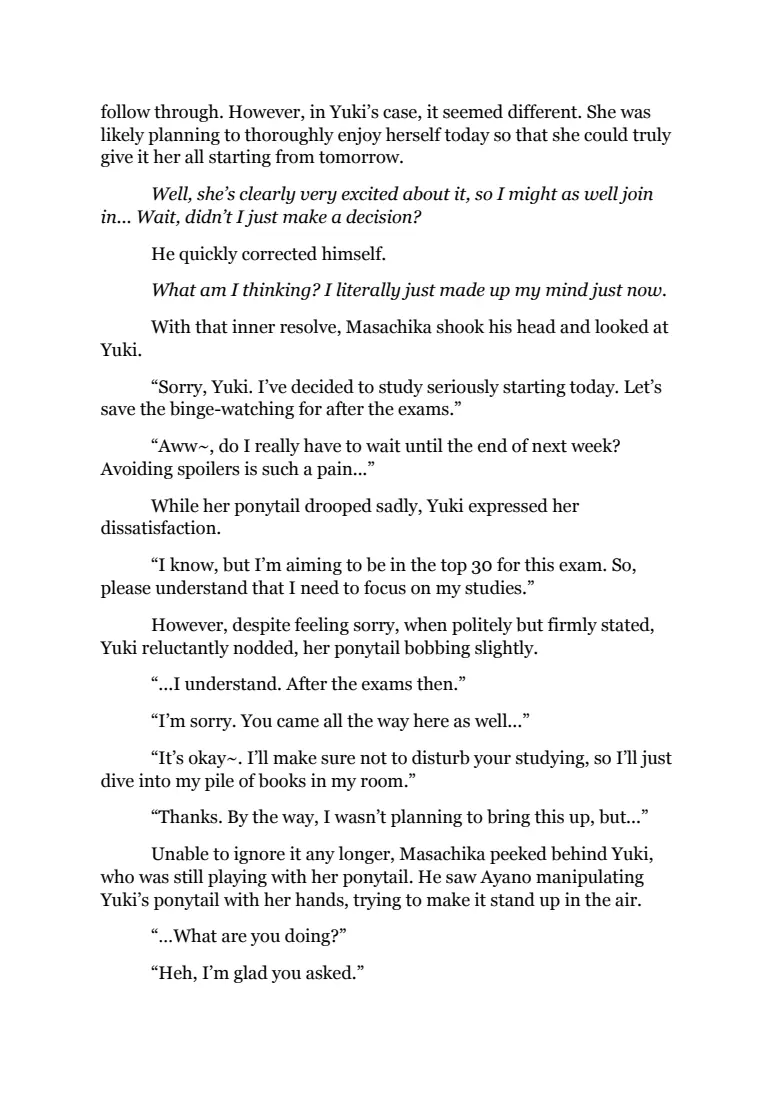 follow through. However, in Yuki’s case, it seemed different. She was
likely planning to thoroughly enjoy herself today so that she could truly
give it her all starting from tomorrow.
Well, she’s clearly very excited about it, so I might as well join
in... Wait, didn’t I just make a decision?
He quickly corrected himself.
What am I thinking? I literally just made up my mind just now.
With that inner resolve, Masachika shook his head and looked at
Yuki.
“Sorry, Yuki. I’ve decided to study seriously starting today. Let’s
save the binge-watching for after the exams.”
“Aww~, do I really have to wait until the end of next week?
Avoiding spoilers is such a pain...”
While her ponytail drooped sadly, Yuki expressed her
dissatisfaction.
“I know, but I’m aiming to be in the top 30 for this exam. So,
please understand that I need to focus on my studies.”
However, despite feeling sorry, when politely but firmly stated,
Yuki reluctantly nodded, her ponytail bobbing slightly.
“...I understand. After the exams then.”
“I’m sorry. You came all the way here as well...”
“It’s okay~. I’ll make sure not to disturb your studying, so I’ll just
dive into my pile of books in my room.”
“Thanks. By the way, I wasn’t planning to bring this up, but...”
Unable to ignore it any longer, Masachika peeked behind Yuki,
who was still playing with her ponytail. He saw Ayano manipulating
Yuki’s ponytail with her hands, trying to make it stand up in the air.
“...What are you doing?”
“Heh, I’m glad you asked.”